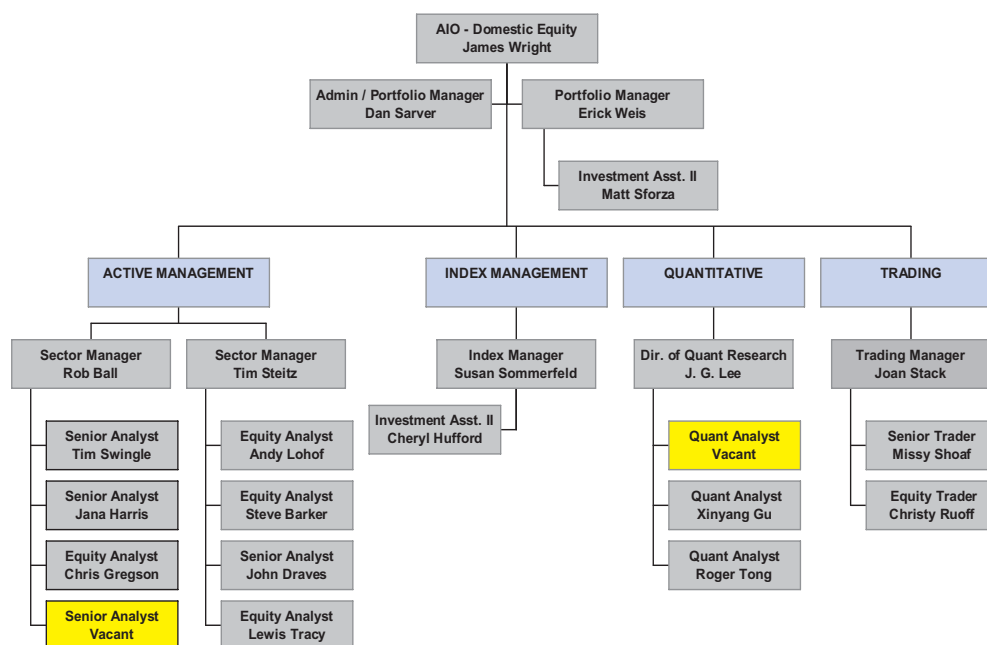 AIO - Domestic Equity
James Wright
Admin / Portfolio Manager
Dan Sarver
Portfolio Manager
Erick Weis
Investment Asst. II
Matt Sforza
ACTIVE MANAGEMENT
INDEX MANAGEMENT
QUANTITATIVE
TRADING
Sector Manager
Rob Ball
Sector Manager
Tim Steitz
Index Manager
Susan Sommerfeld
Dir. of Quant Research
J. G. Lee
Trading Manager
Joan Stack
Investment Asst. II
Cheryl Hufford
Senior Analyst
Tim Swingle
Equity Analyst
Andy Lohof
Quant Analyst
Vacant
Senior Trader
Missy Shoaf
Senior Analyst
Jana Harris
Equity Analyst
Steve Barker
Quant Analyst
Xinyang Gu
Equity Trader
Christy Ruoff
Equity Analyst
Chris Gregson
Senior Analyst
John Draves
Quant Analyst
Roger Tong
Senior Analyst
Vacant
Equity Analyst
Lewis Tracy